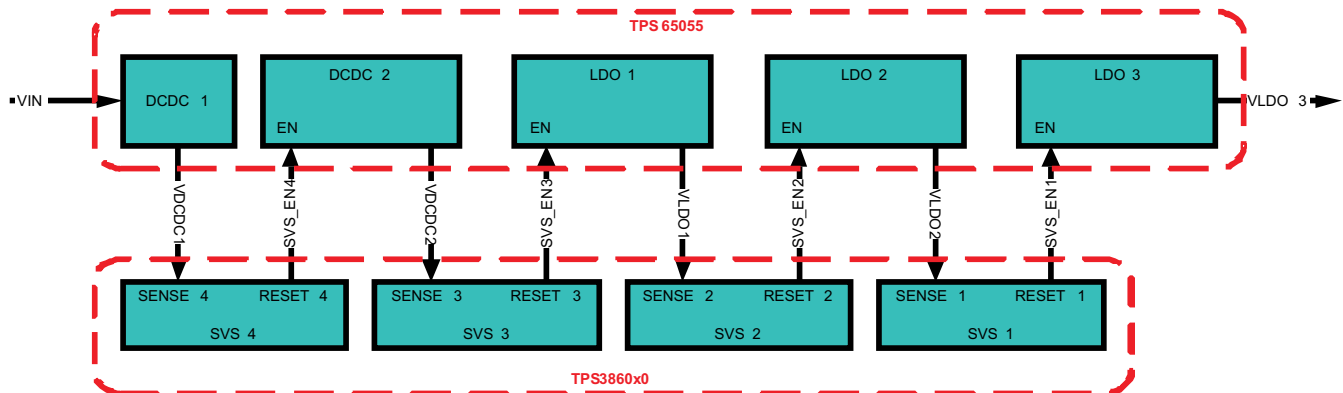 TPS 65055
DCDC 2
LDO 1
LDO 2
LDO 3
VIN
DCDC 1
VLDO 3
EN
EN
EN
EN
VDCDC1
SVS_EN4
VDCDC2
SVS_EN3
VLDO1
SVS_EN2
VLDO2
SVS_EN1
SENSE 4 RESET 4
SENSE 3 RESET 3
SENSE 2 RESET 2
SENSE 1 RESET 1
SVS 4
SVS 3
SVS 2
SVS 1
TPS3860x0